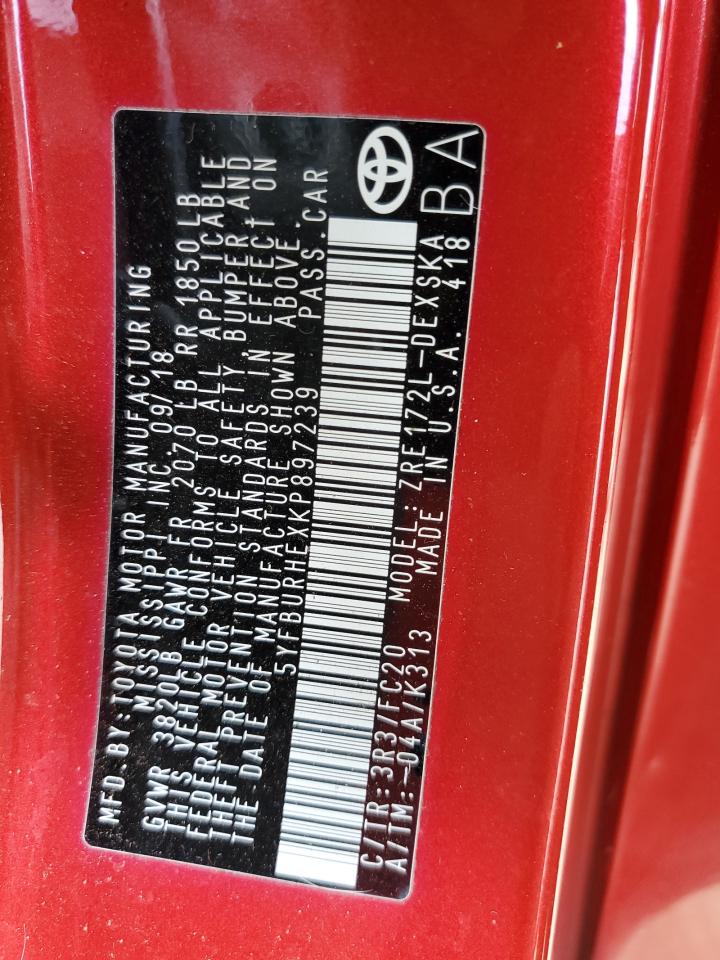 MFD BY:TOYOTA MOTOR MANUFACTURING
MISSISSIPPI INC. 09/18
GVWR 3820LB GAWR FR 2070 LB RR 1850LB
THIS VEHICLE CONFORMS TO ALL APPLICABLE
FEDERAL MOTOR VEHICLE SAFETY, BUMPER, AND
THEFT PREVENTION STANDARDS IN EFFECT ON
THE DATE OF MANUFACTURE SHOWN ABOVE.
5YFBURHEXKP897239 PASS.CAR
C/TR:3R3/FC20 MODEL:ZRE172L-DEXSKA
A/TM:-04A/K313 MADE IN U.S.A. 418
BA